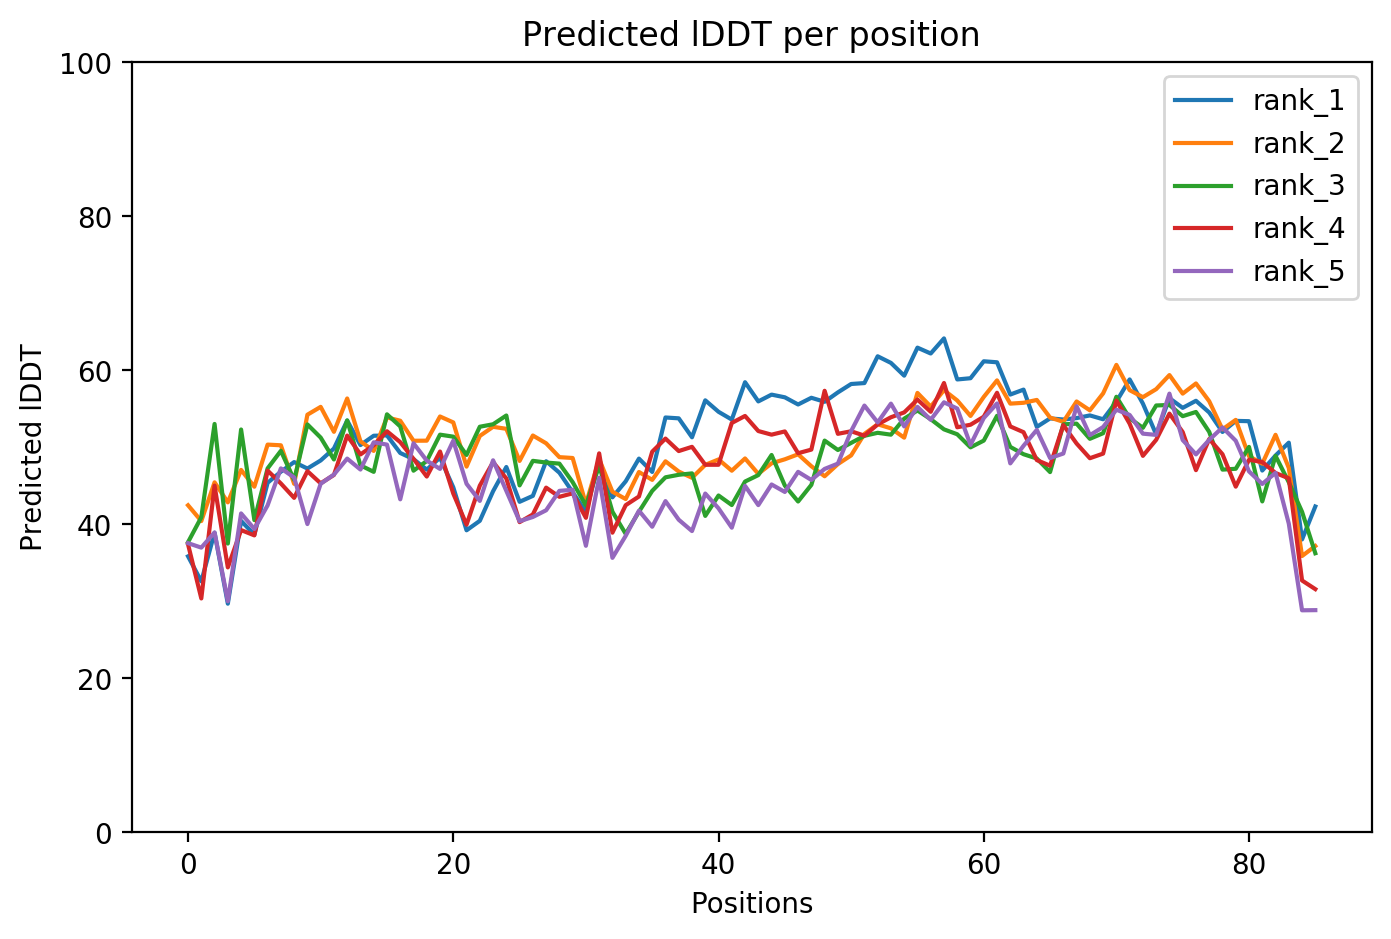 Predicted lDDT per position
100
80
60
40
20
0
Predicted lDDT
0 20 40 60 80
Positions
rank_1
rank_2
rank_3
rank_4
rank_5